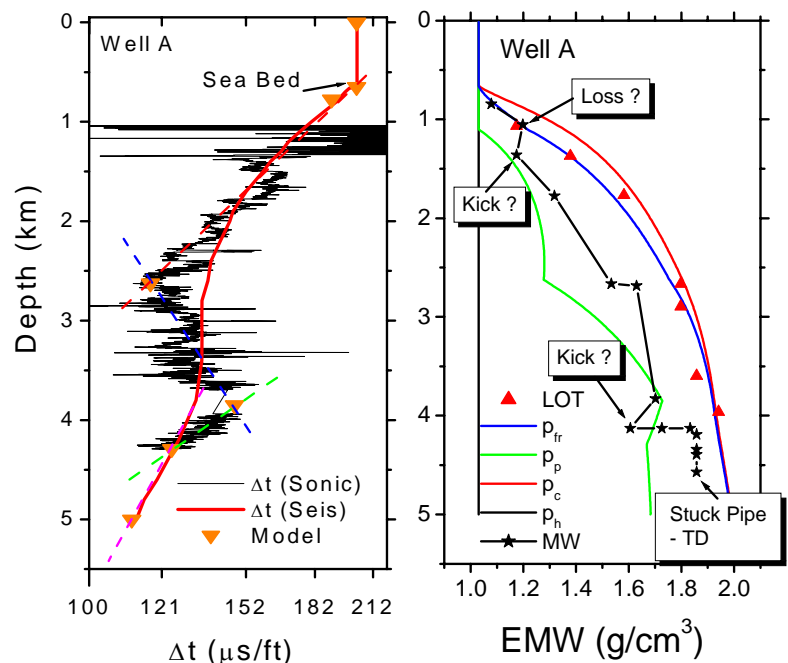 Well A
Sea Bed
Δt (Sonic)
Δt (Seis)
Model
0
1
2
3
4
5
Depth (km)
100
121
152
182
212
Δt (μs/ft)
Well A
Loss ?
Kick ?
Kick ?
LOT
p_fr
p_p
p_c
p_h
MW
Stuck Pipe
- TD
0
1
2
3
4
5
1.0
1.2
1.4
1.6
1.8
2.0
EMW (g/cm³)